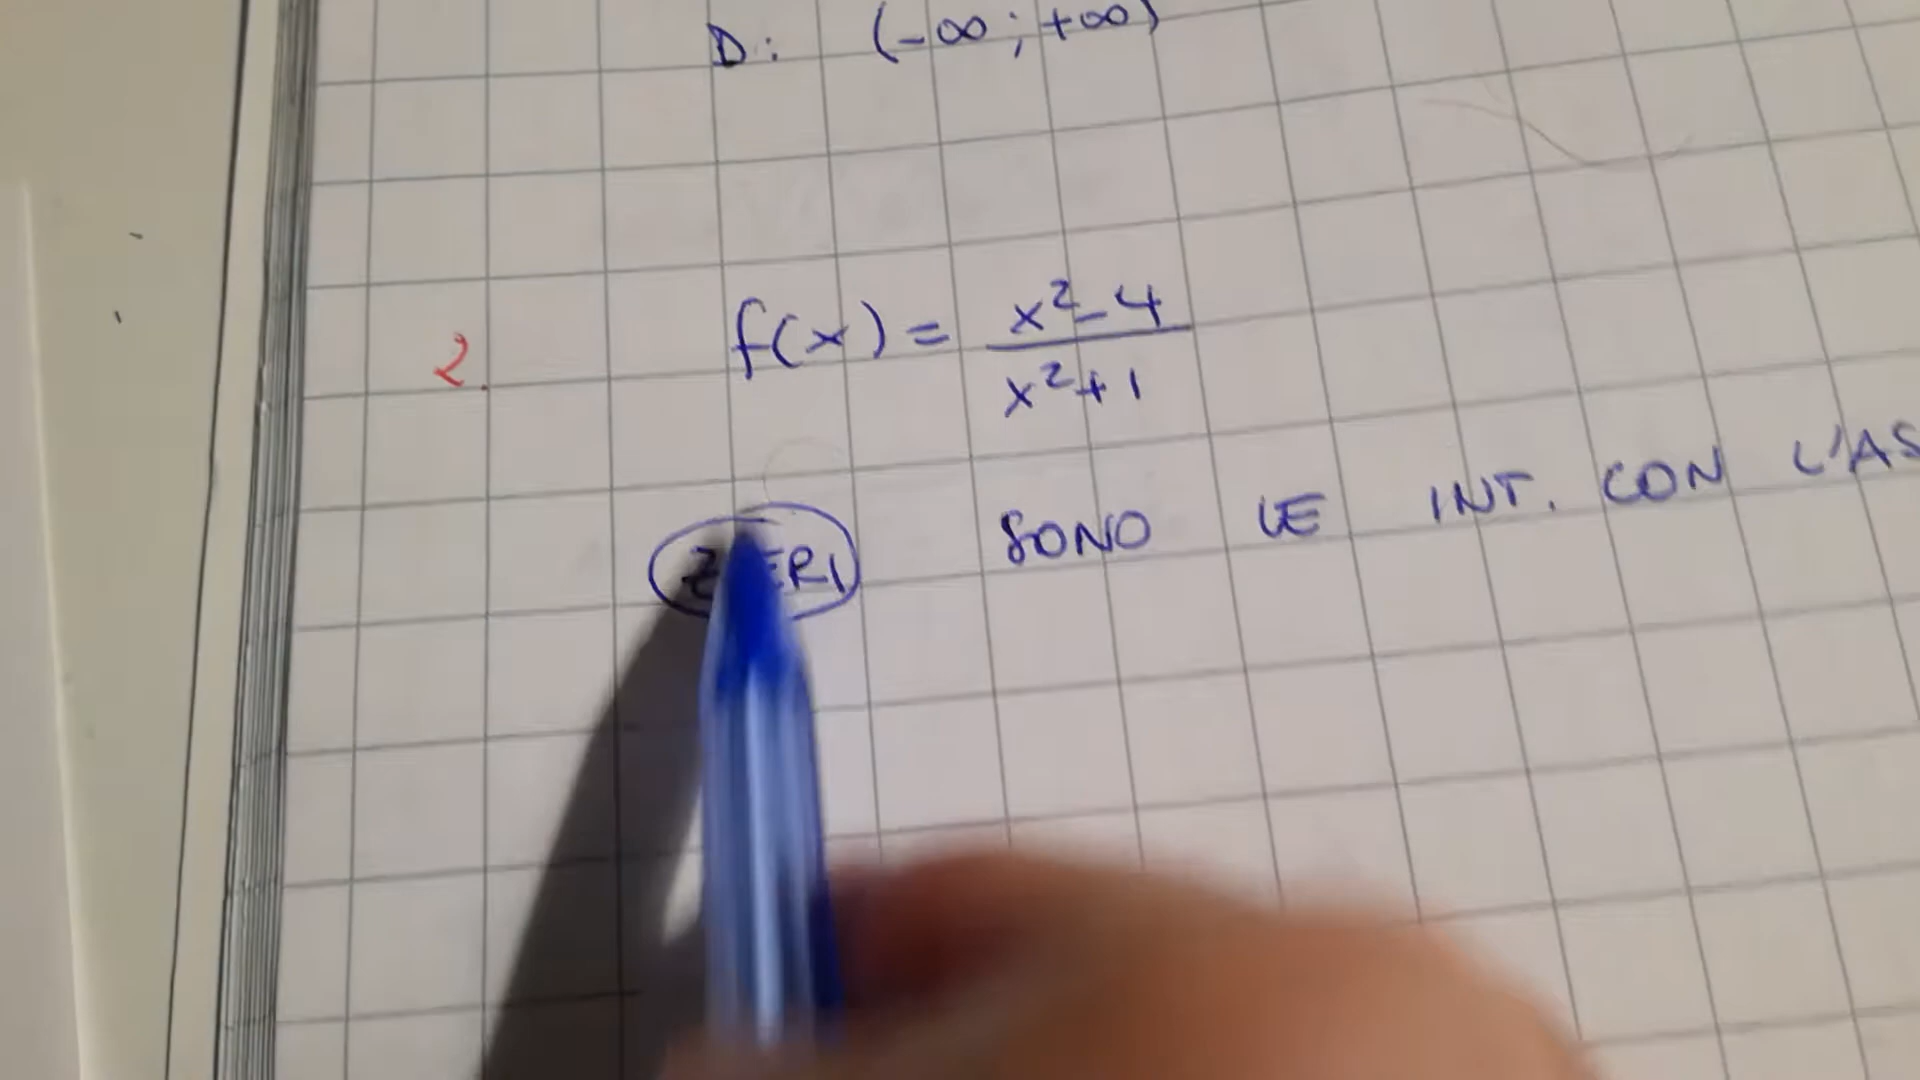 D: (-∞ ; +∞)
2. f(x) = x²-4 / x²+1
ZERI SONO LE INT. CON L'AS